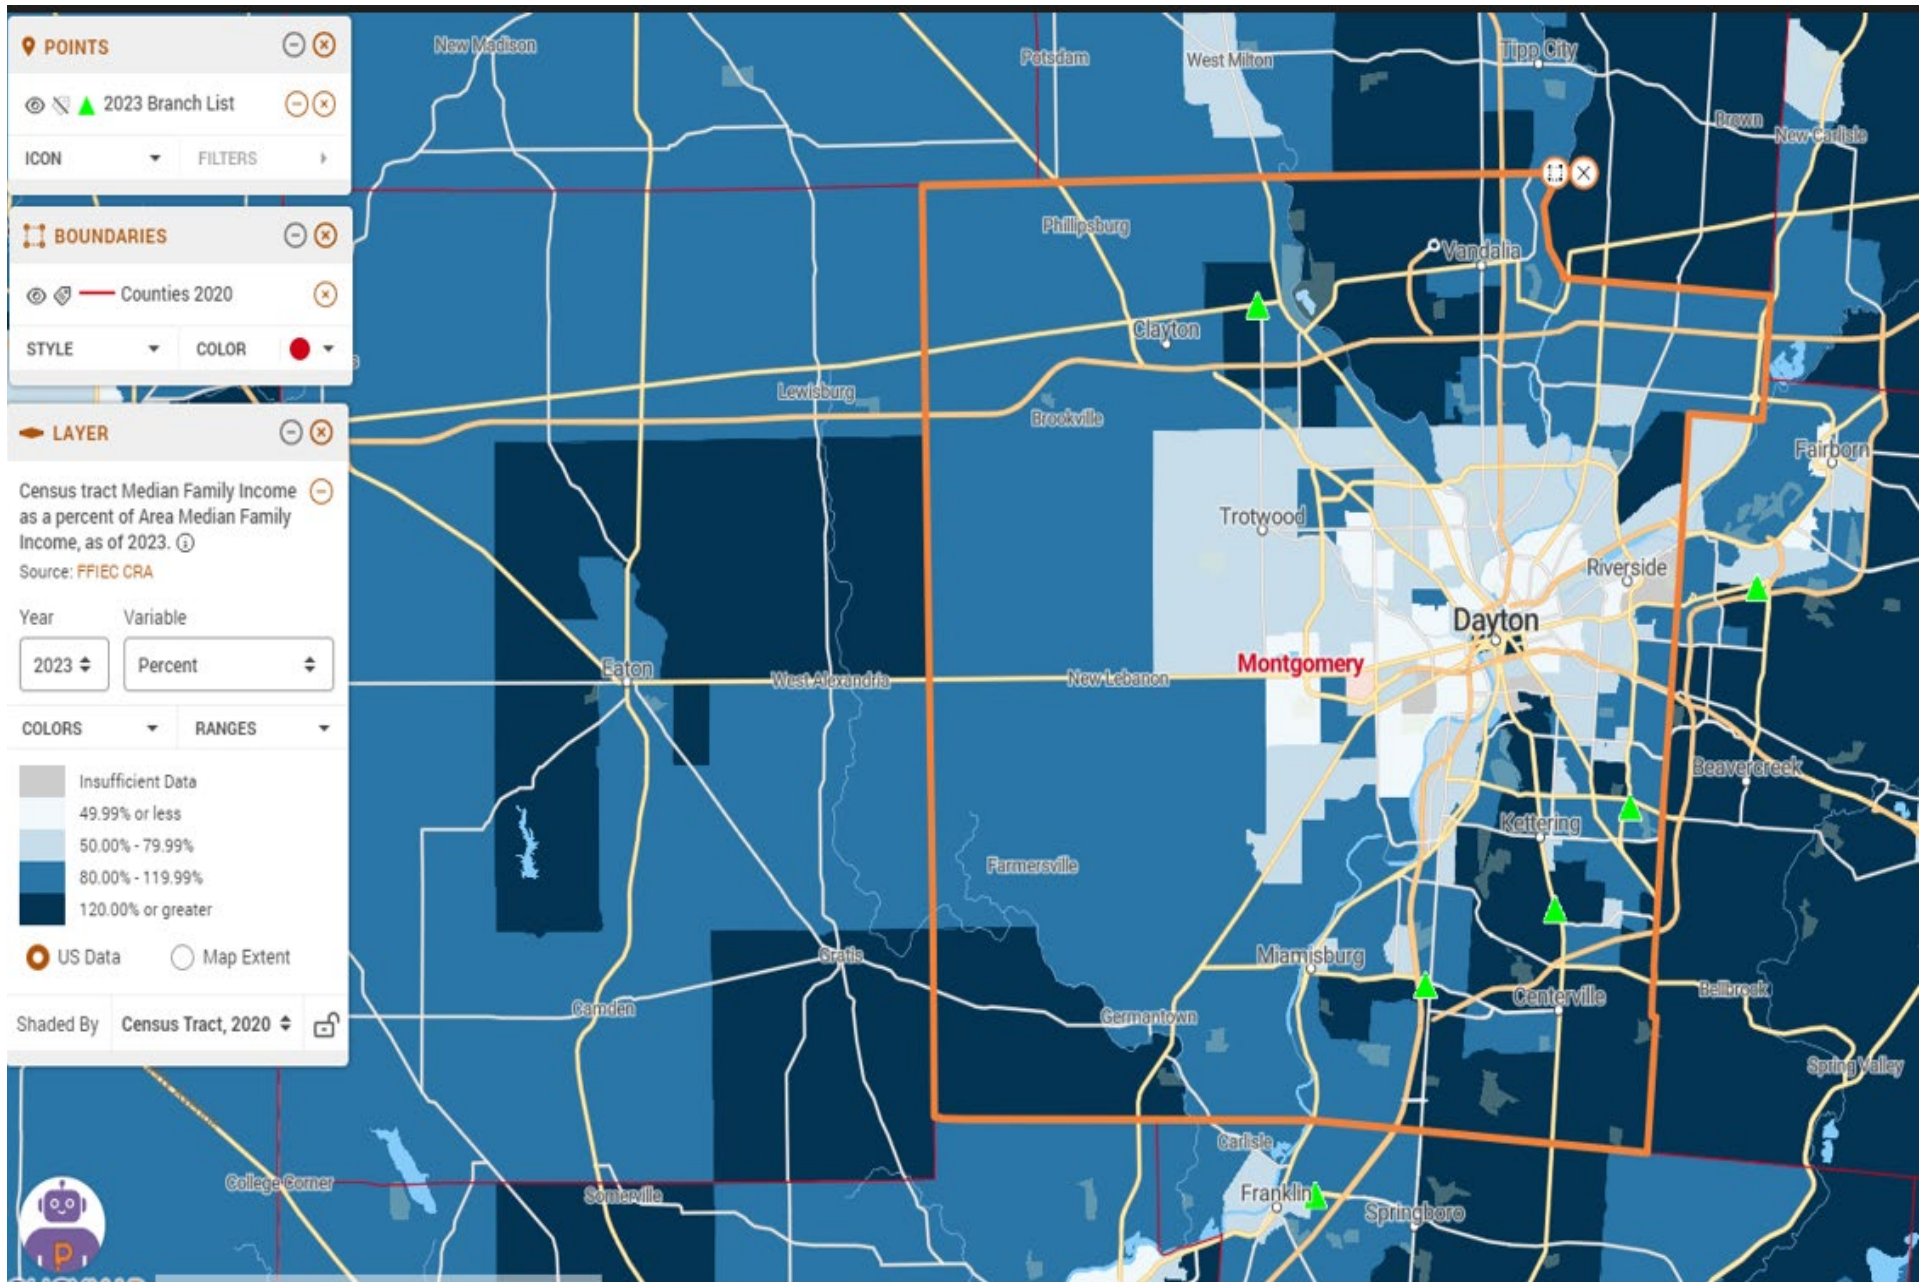 POINTS
2023 Branch List
ICON
FILTERS
BOUNDARIES
Counties 2020
STYLE
COLOR
LAYER
Census tract Median Family Income
as a percent of Area Median Family
Income, as of 2023.
Source: FFIEC CRA
Year
Variable
2023
Percent
COLORS
RANGES
Insufficient Data
49.99% or less
50.00% - 79.99%
80.00% - 119.99%
120.00% or greater
US Data
Map Extent
Shaded By
Census Tract, 2020
New Madison
Potsdam
West Milton
Tipp City
Brown
New Carlisle
Phillipsburg
Vandalia
Clayton
Lewisburg
Brookville
Fairborn
Trotwood
Riverside
Dayton
Montgomery
Eaton
West Alexandria
New Lebanon
Beavercreek
Kettering
Farmersville
Gratis
Miamisburg
Centerville
Bellbrook
Camden
Germantown
Spring Valley
Carlisle
College Corner
Somerville
Franklin
Springboro
P